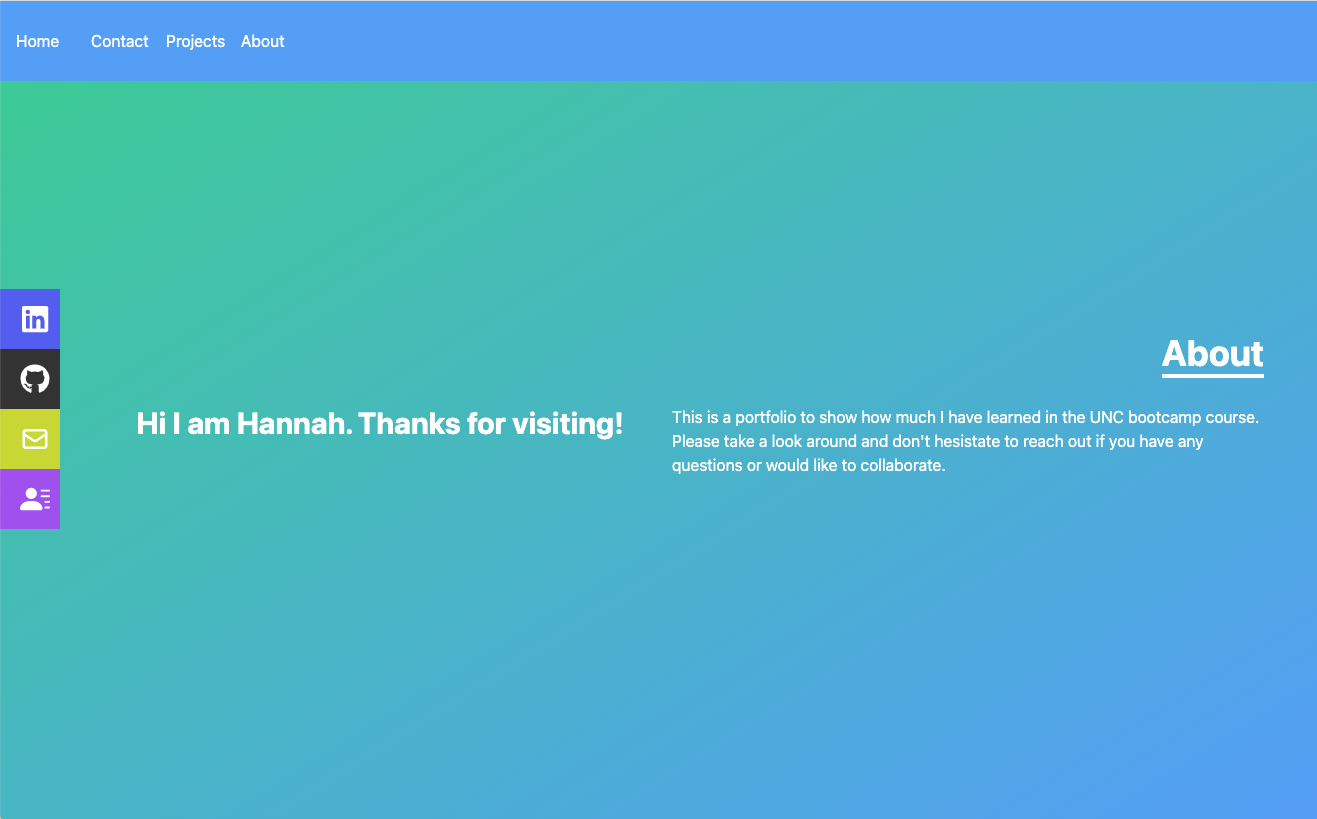 Home Contact Projects About
in
About
Hi I am Hannah. Thanks for visiting!
This is a portfolio to show how much I have learned in the UNC bootcamp course.
Please take a look around and don't hesistate to reach out if you have any
questions or would like to collaborate.